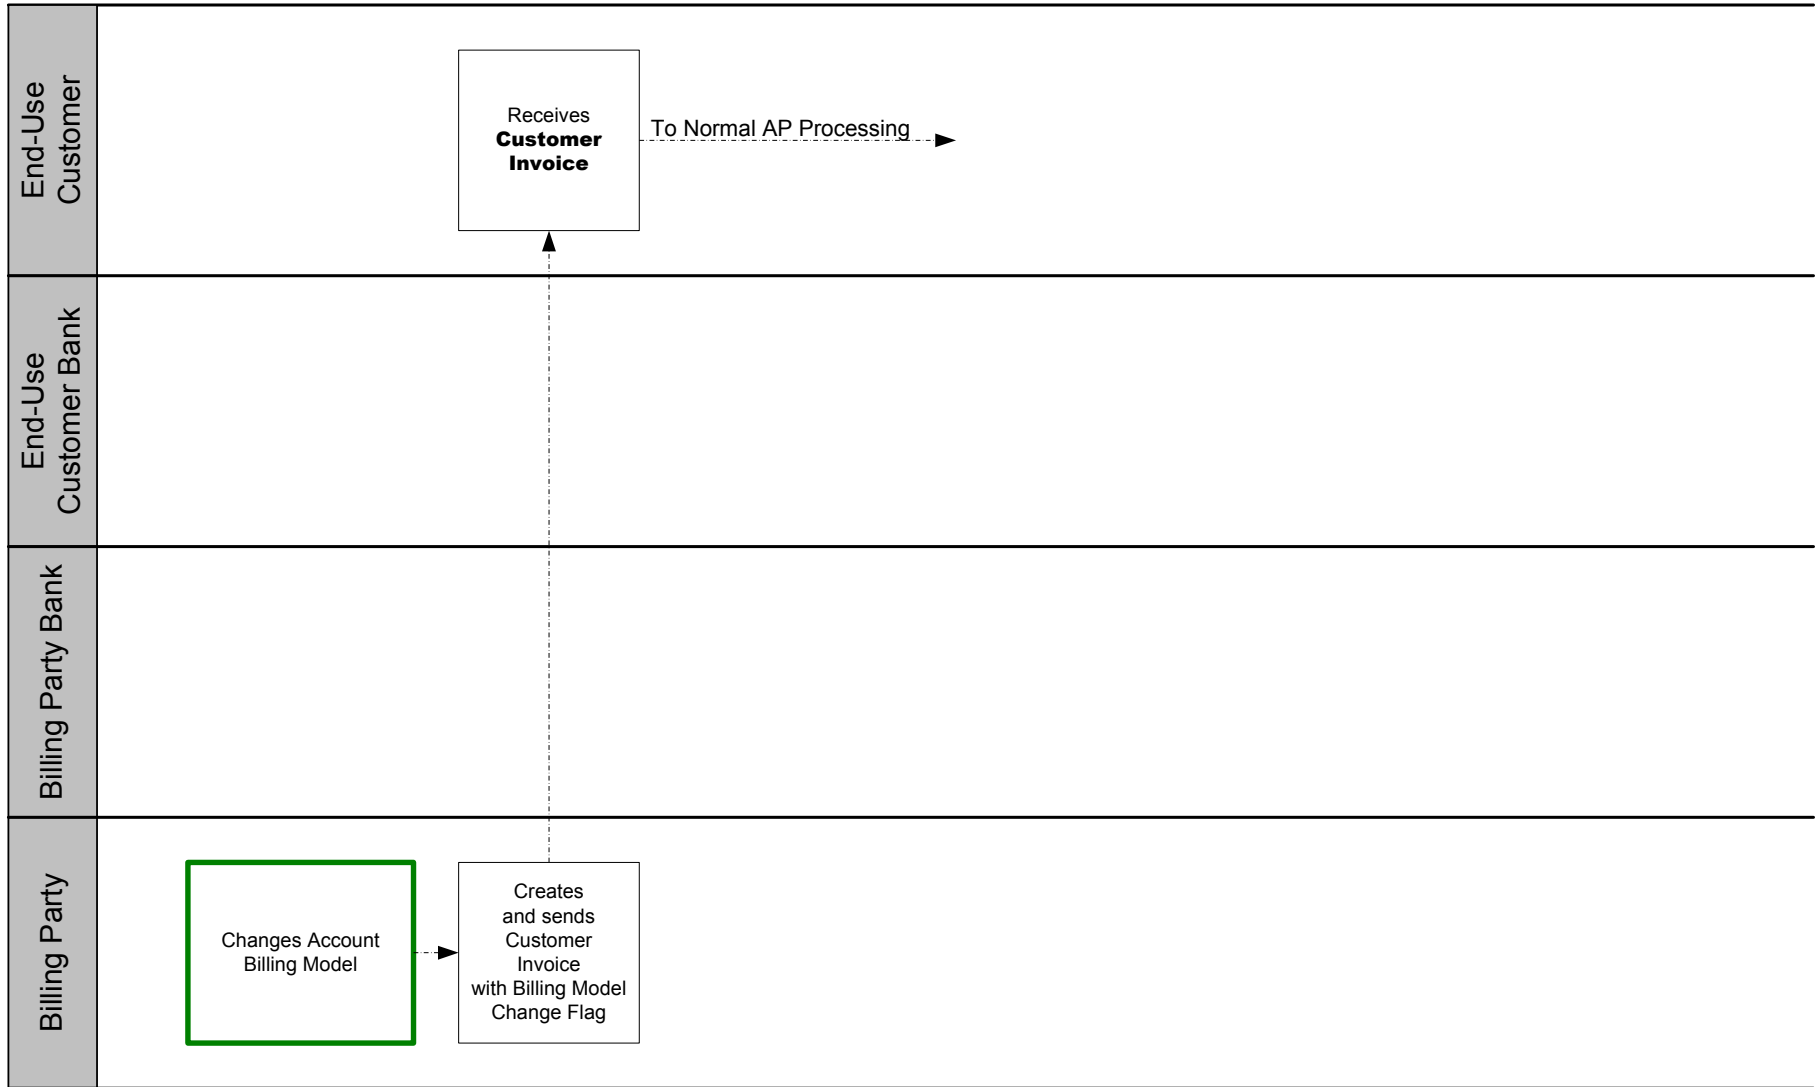 End-Use
Customer
Receives
Customer
Invoice
To Normal AP Processing
End-Use
Customer Bank
Billing Party Bank
Billing Party
Changes Account
Billing Model
Creates
and sends
Customer
Invoice
with Billing Model
Change Flag